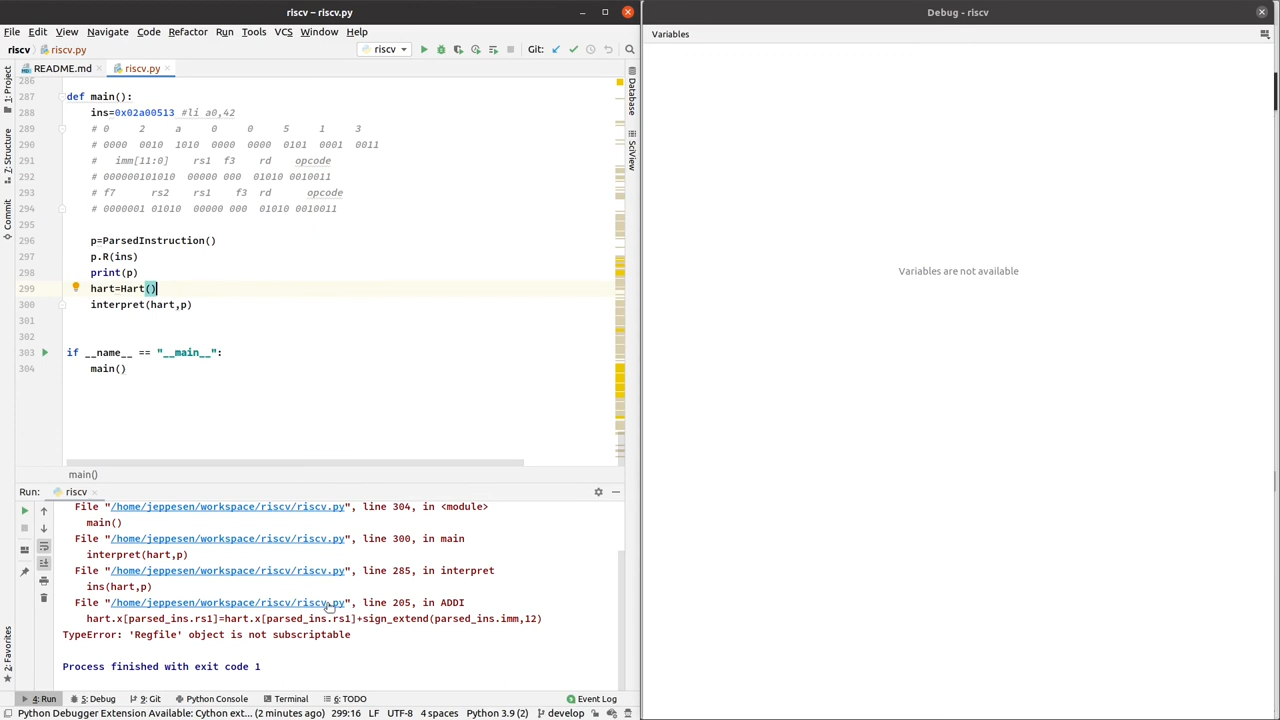 riscv – riscv.py
Debug - riscv
File Edit View Navigate Code Refactor Run Tools VCS Window Help
Variables
riscv riscv.py
riscv
Git:
README.md
riscv.py
1: Project
7: Structure
Commit
2: Favorites
Database
SciView
286
287 def main():
288 ins=0x02a00513 #li a0,42
289 # 0 2 a 0 0 5 1 3
290 # 0000 0010 1010 0000 0000 0101 0001 0011
291 # imm[11:0] rs1 f3 rd opcode
292 # 000000101010 00000 000 01010 0010011
293 # f7 rs2 rs1 f3 rd opcode
294 # 0000001 01010 00000 000 01010 0010011
295
296 p=ParsedInstruction()
297 p.R(ins)
298 print(p)
299 hart=Hart()
300 interpret(hart,p)
301
302
303 if __name__ == "__main__":
304 main()
Variables are not available
main()
Run: riscv
File "/home/jeppesen/workspace/riscv/riscv.py", line 304, in <module>
main()
File "/home/jeppesen/workspace/riscv/riscv.py", line 300, in main
interpret(hart,p)
File "/home/jeppesen/workspace/riscv/riscv.py", line 285, in interpret
ins(hart,p)
File "/home/jeppesen/workspace/riscv/riscv.py", line 205, in ADDI
hart.x[parsed_ins.rs1]=hart.x[parsed_ins.rs1]+sign_extend(parsed_ins.imm,12)
TypeError: 'Regfile' object is not subscriptable
Process finished with exit code 1
4: Run 5: Debug 9: Git Python Console Terminal 6: TODO Event Log
Python Debugger Extension Available: Cython ext... (2 minutes ago) 299:16 LF UTF-8 4 spaces Python 3.9 (2) develop